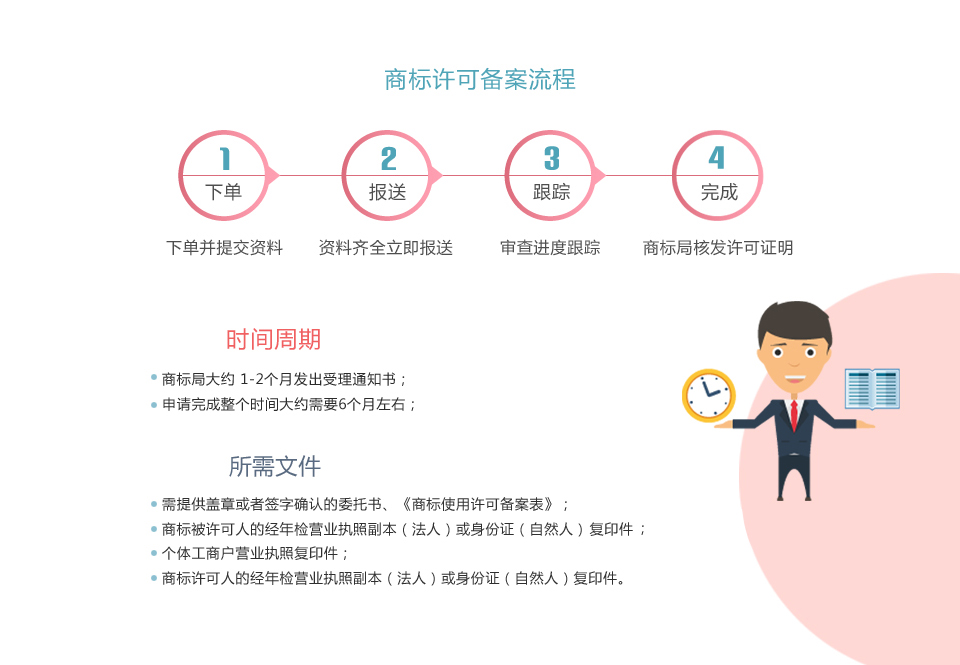 商标许可备案流程
1 2 3 4
下单 报送 跟踪 完成
下单并提交资料 资料齐全立即报送 审查进度跟踪 商标局核发许可证明
时间周期
商标局大约 1-2个月发出受理通知书；
申请完成整个时间大约需要6个月左右；
所需文件
需提供盖章或者签字确认的委托书、《商标使用许可备案表》；
商标被许可人的经年检营业执照副本（法人）或身份证（自然人）复印件；
个体工商户营业执照复印件；
商标许可人的经年检营业执照副本（法人）或身份证（自然人）复印件。